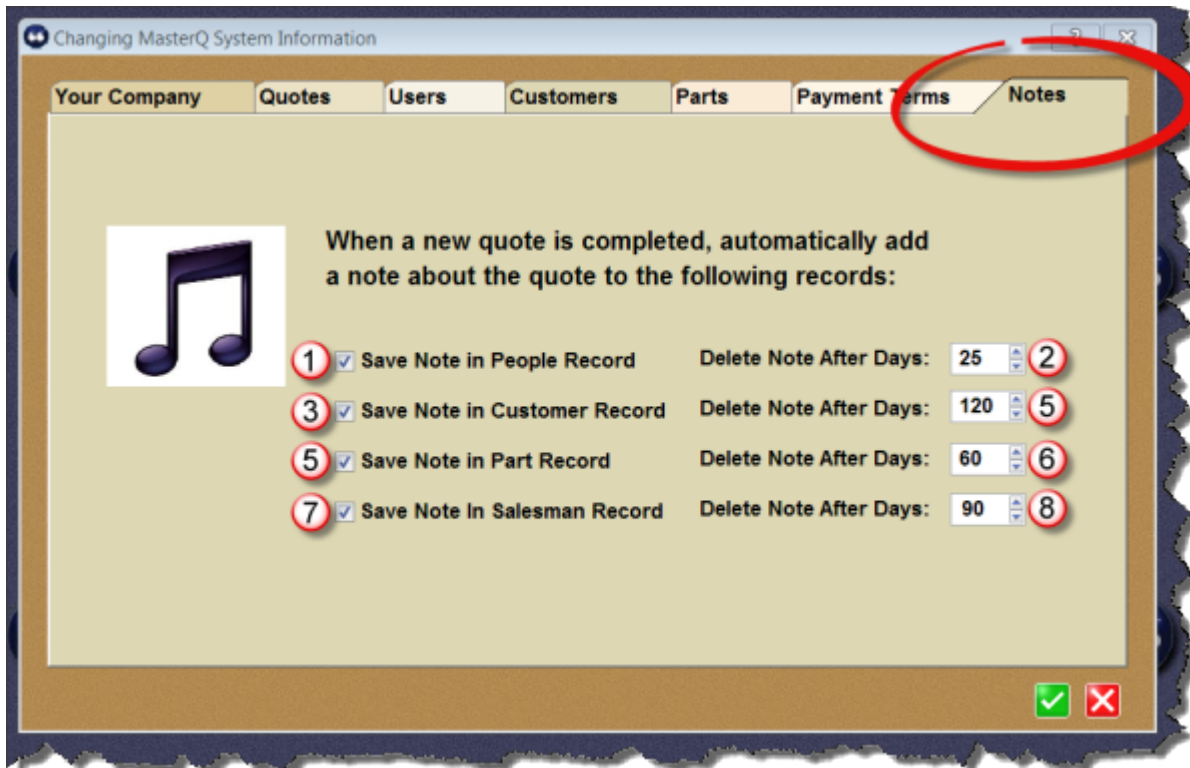 Changing MasterQ System Information
Your Company Quotes Users Customers Parts Payment Terms Notes
When a new quote is completed, automatically add
a note about the quote to the following records:
1 Save Note in People Record Delete Note After Days: 25 2
3 Save Note in Customer Record Delete Note After Days: 120 5
5 Save Note in Part Record Delete Note After Days: 60 6
7 Save Note In Salesman Record Delete Note After Days: 90 8